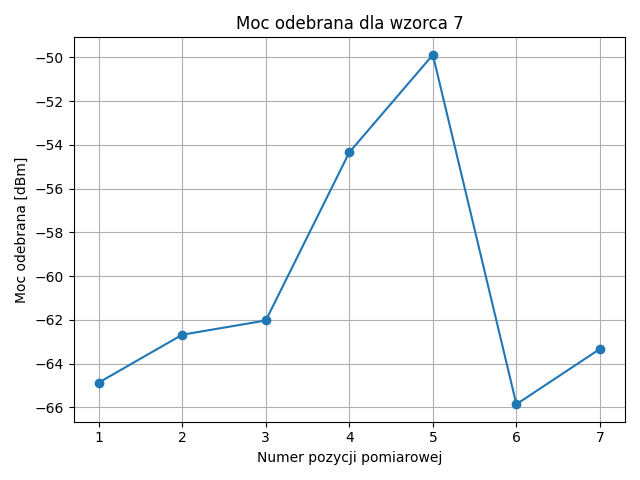 Moc odebrana dla wzorca 7
Moc odebrana [dBm]
−50
−52
−54
−56
−58
−60
−62
−64
−66
1 2 3 4 5 6 7
Numer pozycji pomiarowej